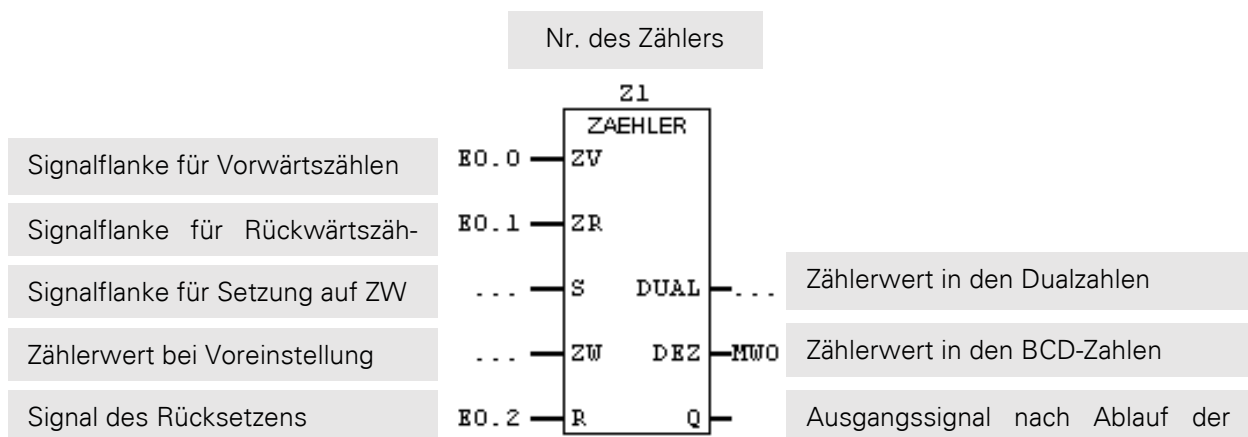 Nr. des Zählers
Z1
ZAEHLER
Signalflanke für Vorwärtszählen E0.0 ZV
Signalflanke für Rückwärtszäh- E0.1 ZR
Signalflanke für Setzung auf ZW ... S DUAL ... Zählerwert in den Dualzahlen
Zählerwert bei Voreinstellung ... ZW DEZ MW0 Zählerwert in den BCD-Zahlen
Signal des Rücksetzens E0.2 R Q Ausgangssignal nach Ablauf der